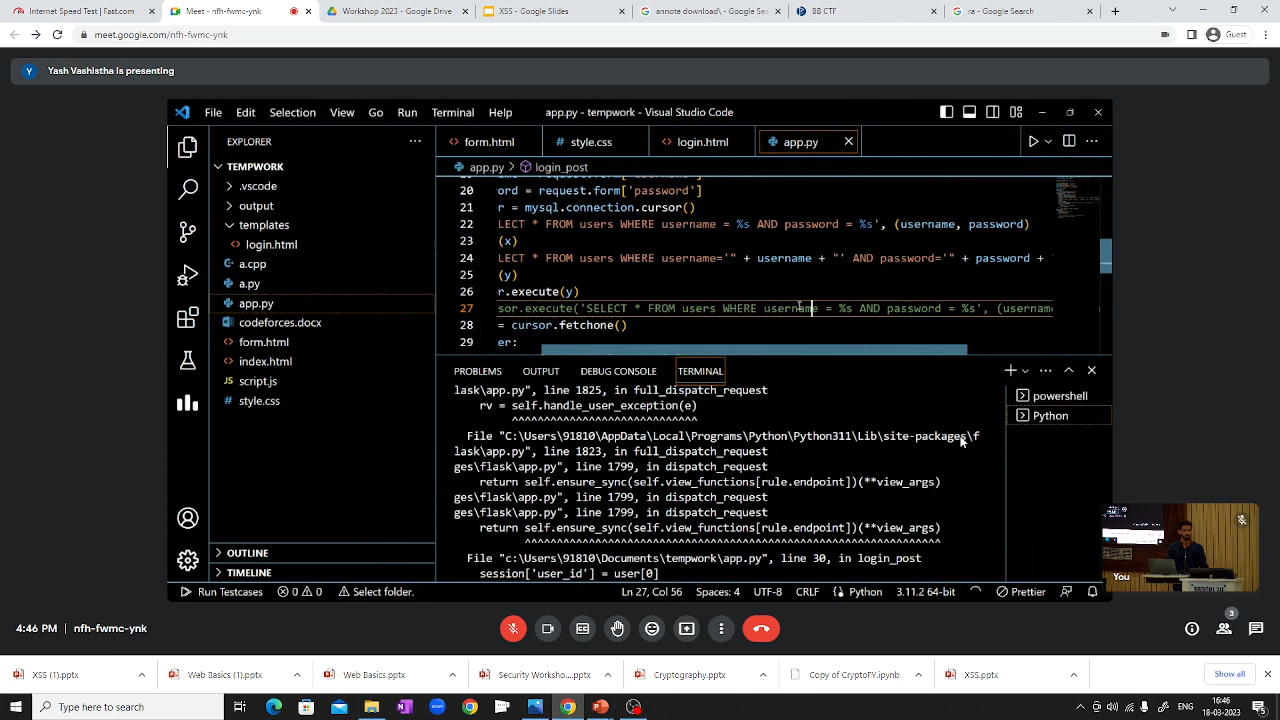 Internet Speed Test | Fast.com
Meet - nfh-fwmc-ynk
Workshop 2023 - Google Drive
XSS - Google Slides
annote download\ - Google Se
BB CTF
ra - Google Search
meet.google.com/nfh-fwmc-ynk
Guest
Y
Yash Vashistha is presenting
File Edit Selection View Go Run Terminal Help
app.py - tempwork - Visual Studio Code
EXPLORER
TEMPWORK
.vscode
output
templates
login.html
a.cpp
a.py
app.py
codeforces.docx
form.html
index.html
script.js
style.css
OUTLINE
TIMELINE
form.html
style.css
login.html
app.py
app.py > login_post
20 ord = request.form['password']
21 r = mysql.connection.cursor()
22 LECT * FROM users WHERE username = %s AND password = %s', (username, password)
23 (x)
24 LECT * FROM users WHERE username='" + username + "' AND password='" + password +
25 (y)
26 r.execute(y)
27 sor.execute('SELECT * FROM users WHERE username = %s AND password = %s', (username
28 = cursor.fetchone()
29 er:
PROBLEMS OUTPUT DEBUG CONSOLE TERMINAL
powershell
Python
lask\app.py", line 1825, in full_dispatch_request
rv = self.handle_user_exception(e)
^^^^^^^^^^^^^^^^^^^^^^^^^^^^
File "C:\Users\91810\AppData\Local\Programs\Python\Python311\Lib\site-packages\f
lask\app.py", line 1823, in full_dispatch_request
ges\flask\app.py", line 1799, in dispatch_request
return self.ensure_sync(self.view_functions[rule.endpoint])(**view_args)
ges\flask\app.py", line 1799, in dispatch_request
ges\flask\app.py", line 1799, in dispatch_request
return self.ensure_sync(self.view_functions[rule.endpoint])(**view_args)
^^^^^^^^^^^^^^^^^^^^^^^^^^^^^^^^^^^^^^^^^^^^^^^^^^^^^^^^^^^^^
File "c:\Users\91810\Documents\tempwork\app.py", line 30, in login_post
session['user_id'] = user[0]
Run Testcases 0 0 Select folder.
Ln 27, Col 56 Spaces: 4 UTF-8 CRLF Python 3.11.2 64-bit Prettier
You
4:46 PM | nfh-fwmc-ynk
3
XSS (1).pptx
Web Basics (1).pptx
Web Basics.pptx
Security Worksho....pptx
Cryptography.pptx
Copy of CryptoFY.pptx
XSS.pptx
Show all
Type here to search
16:46
18-03-2023